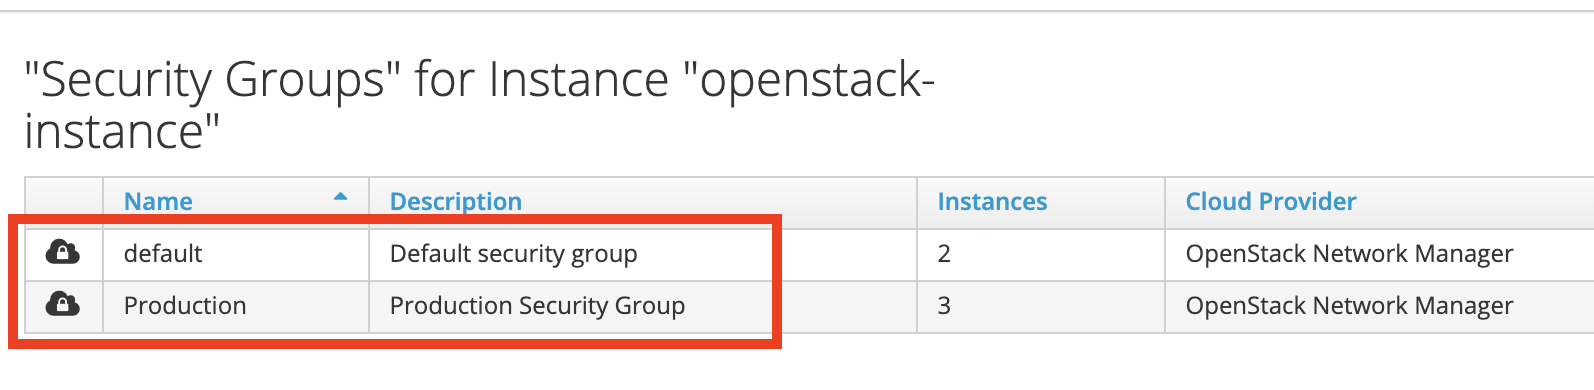 "Security Groups" for Instance "openstack-
instance"
Name Description Instances Cloud Provider
default Default security group 2 OpenStack Network Manager
Production Production Security Group 3 OpenStack Network Manager